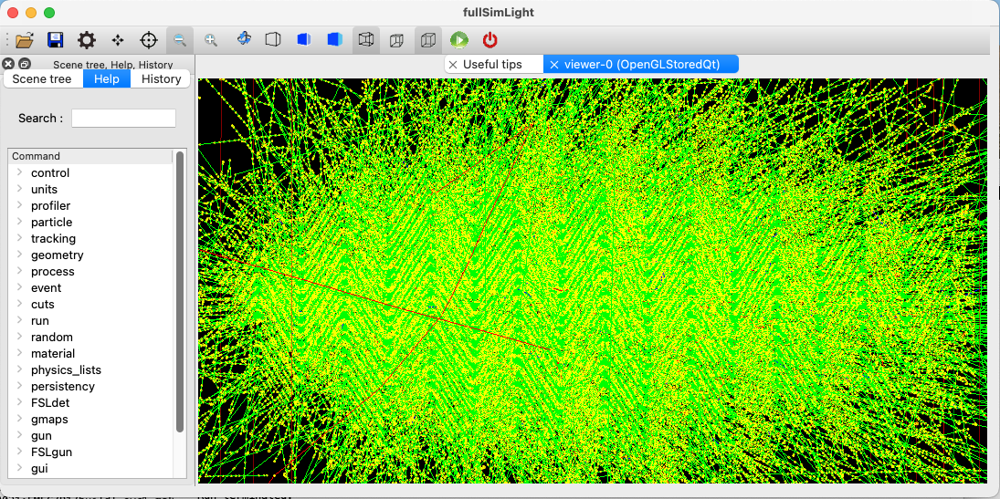 fullSimLight
Scene tree, Help, History
Scene tree Help History
Useful tips viewer-0 (OpenGLStoredQt)
Search :
Command
control
units
profiler
particle
tracking
geometry
process
event
cuts
run
random
material
physics_lists
persistency
FSLdet
gmaps
gun
FSLgun
gui